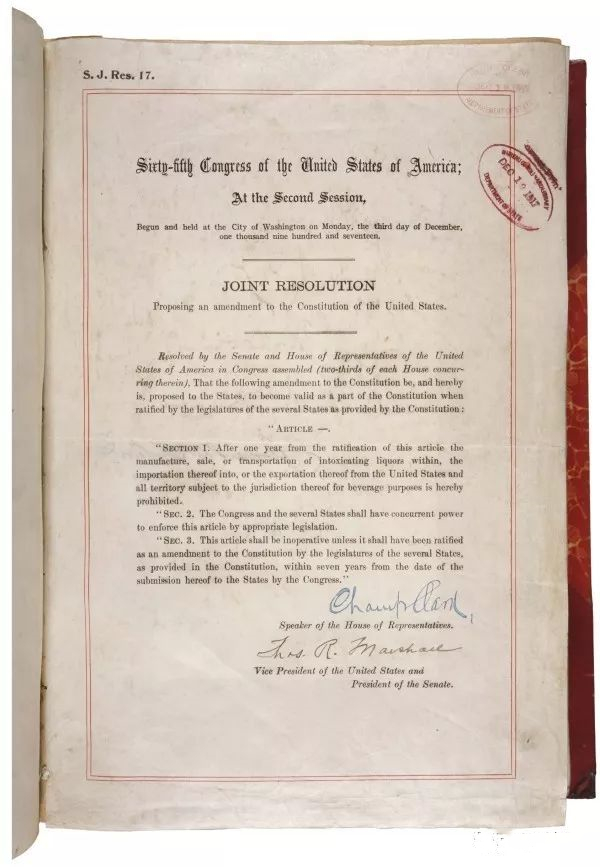 S. J. Res. 17.
Sixty-fifth Congress of the United States of America;
At the Second Session,
Begun and held at the City of Washington on Monday, the third day of December,
one thousand nine hundred and seventeen.
JOINT RESOLUTION
Proposing an amendment to the Constitution of the United States.
Resolved by the Senate and House of Representatives of the United
States of America in Congress assembled (two-thirds of each House concur-
ring therein), That the following amendment to the Constitution be, and hereby
is, proposed to the States, to become valid as a part of the Constitution when
ratified by the legislatures of the several States as provided by the Constitution:
"ARTICLE —.
"SECTION 1. After one year from the ratification of this article the
manufacture, sale, or transportation of intoxicating liquors within, the
importation thereof into, or the exportation thereof from the United States and
all territory subject to the jurisdiction thereof for beverage purposes is hereby
prohibited.
"SEC. 2. The Congress and the several States shall have concurrent power
to enforce this article by appropriate legislation.
"SEC. 3. This article shall be inoperative unless it shall have been ratified
as an amendment to the Constitution by the legislatures of the several States,
as provided in the Constitution, within seven years from the date of the
submission hereof to the States by the Congress."
Champ Clark
Speaker of the House of Representatives.
Thos. R. Marshall
Vice President of the United States and
President of the Senate.
DEC 19 1917
DEPARTMENT OF STATE
DEPARTMENT OF STATE